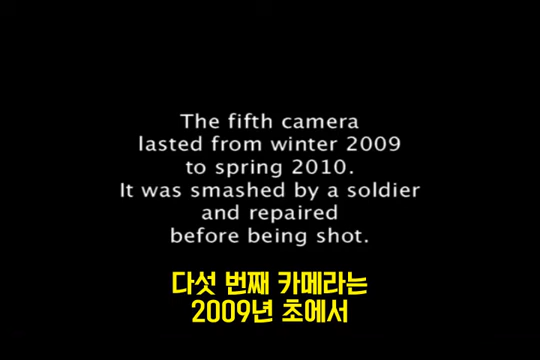 The fifth camera
lasted from winter 2009
to spring 2010.
It was smashed by a soldier
and repaired
before being shot.
다섯 번째 카메라는
2009년 초에서